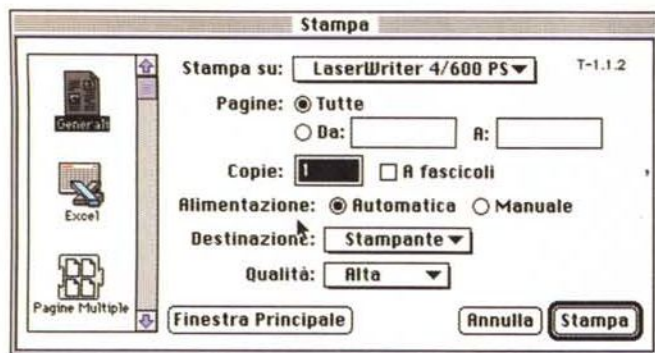 Stampa
Generali
Excel
Pagine Multiple
Stampa su: LaserWriter 4/600 PS
T-1.1.2
Pagine: Tutte
Da: A:
Copie: 1 A fascicoli
Alimentazione: Automatica Manuale
Destinazione: Stampante
Qualità: Alta
Finestra Principale Annulla Stampa